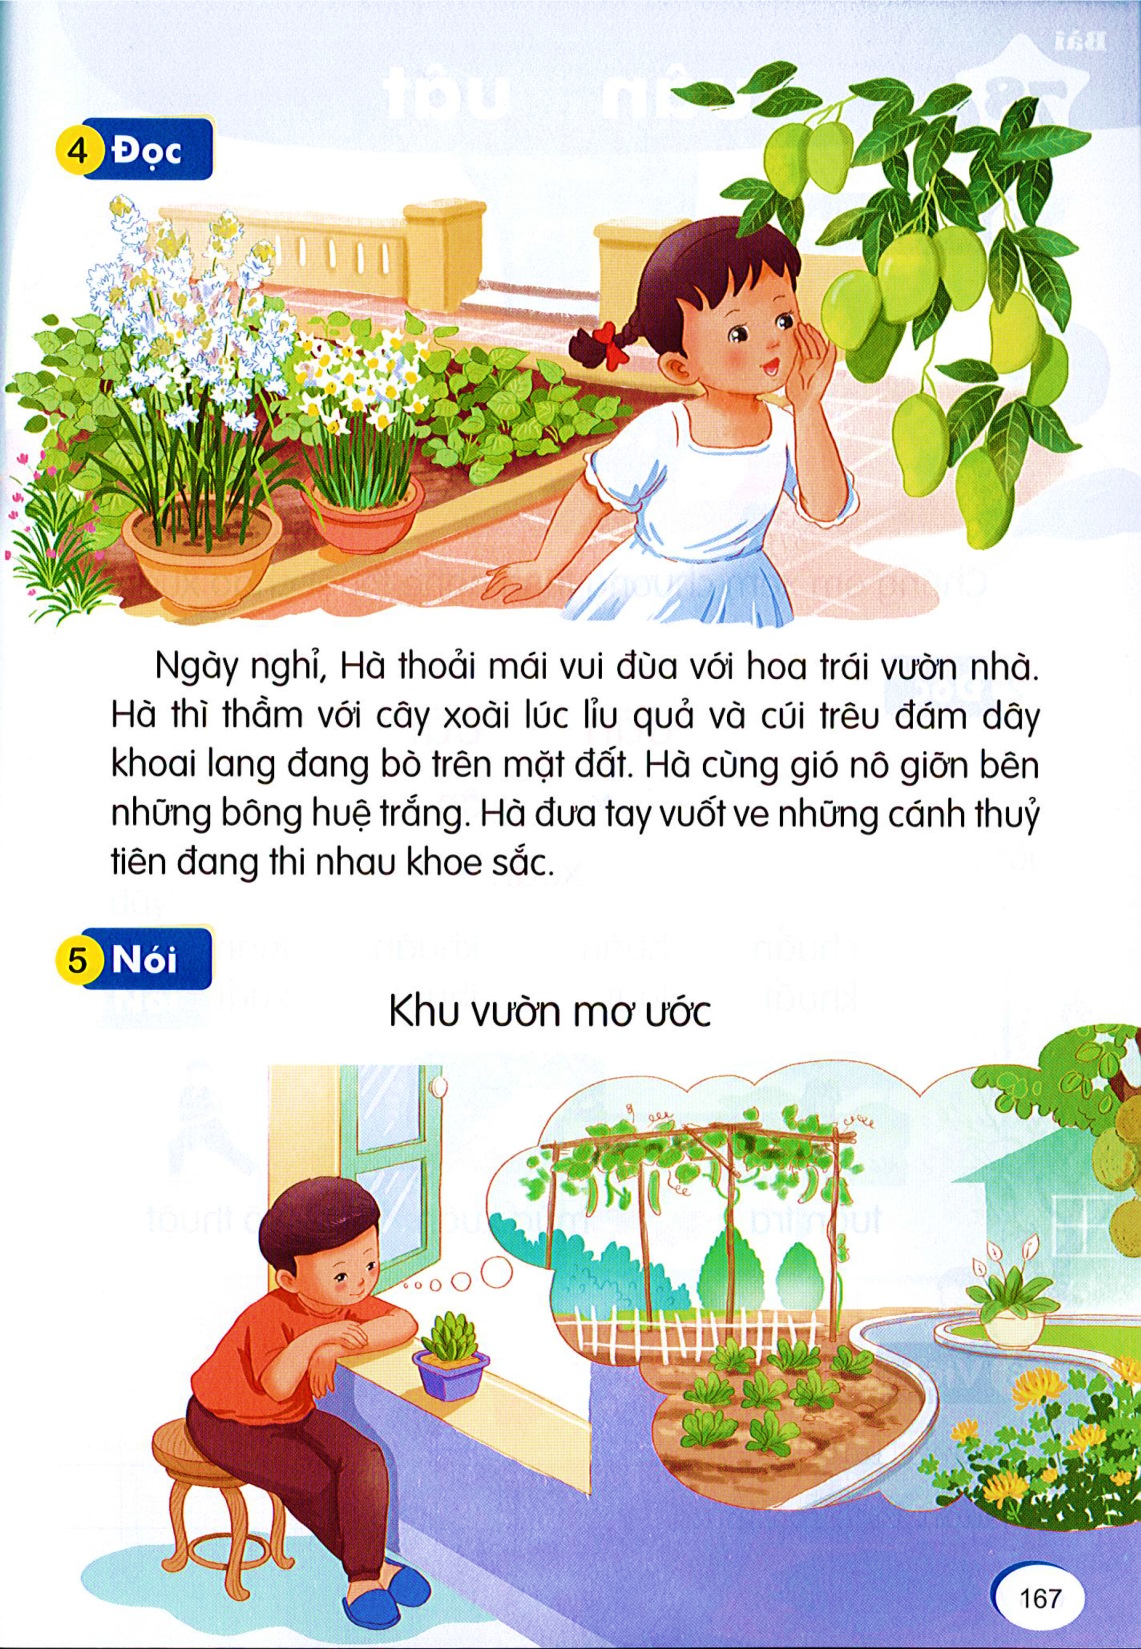 4 Đọc
Ngày nghỉ, Hà thoải mái vui đùa với hoa trái vườn nhà.
Hà thì thầm với cây xoài lúc lỉu quả và cúi trêu đám dây
khoai lang đang bò trên mặt đất. Hà cùng gió nô giỡn bên
những bông huệ trắng. Hà đưa tay vuốt ve những cánh thuỷ
tiên đang thi nhau khoe sắc.
5 Nói
Khu vườn mơ ước
167